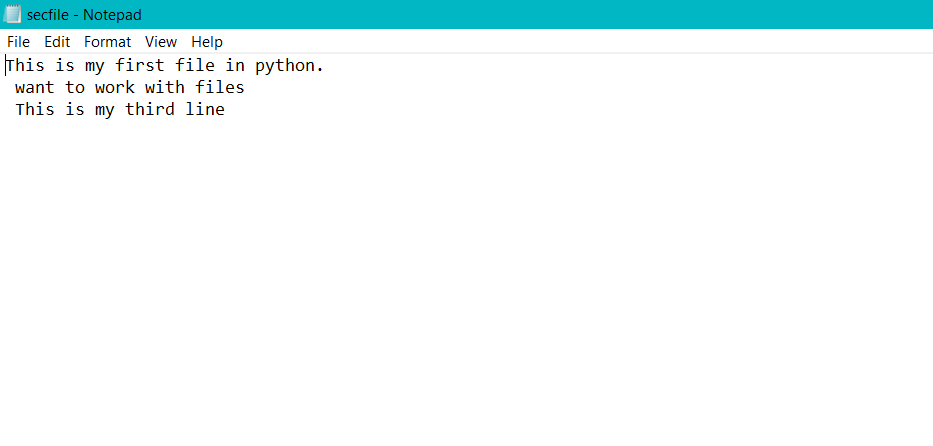 secfile - Notepad
File Edit Format View Help
This is my first file in python.
want to work with files
This is my third line